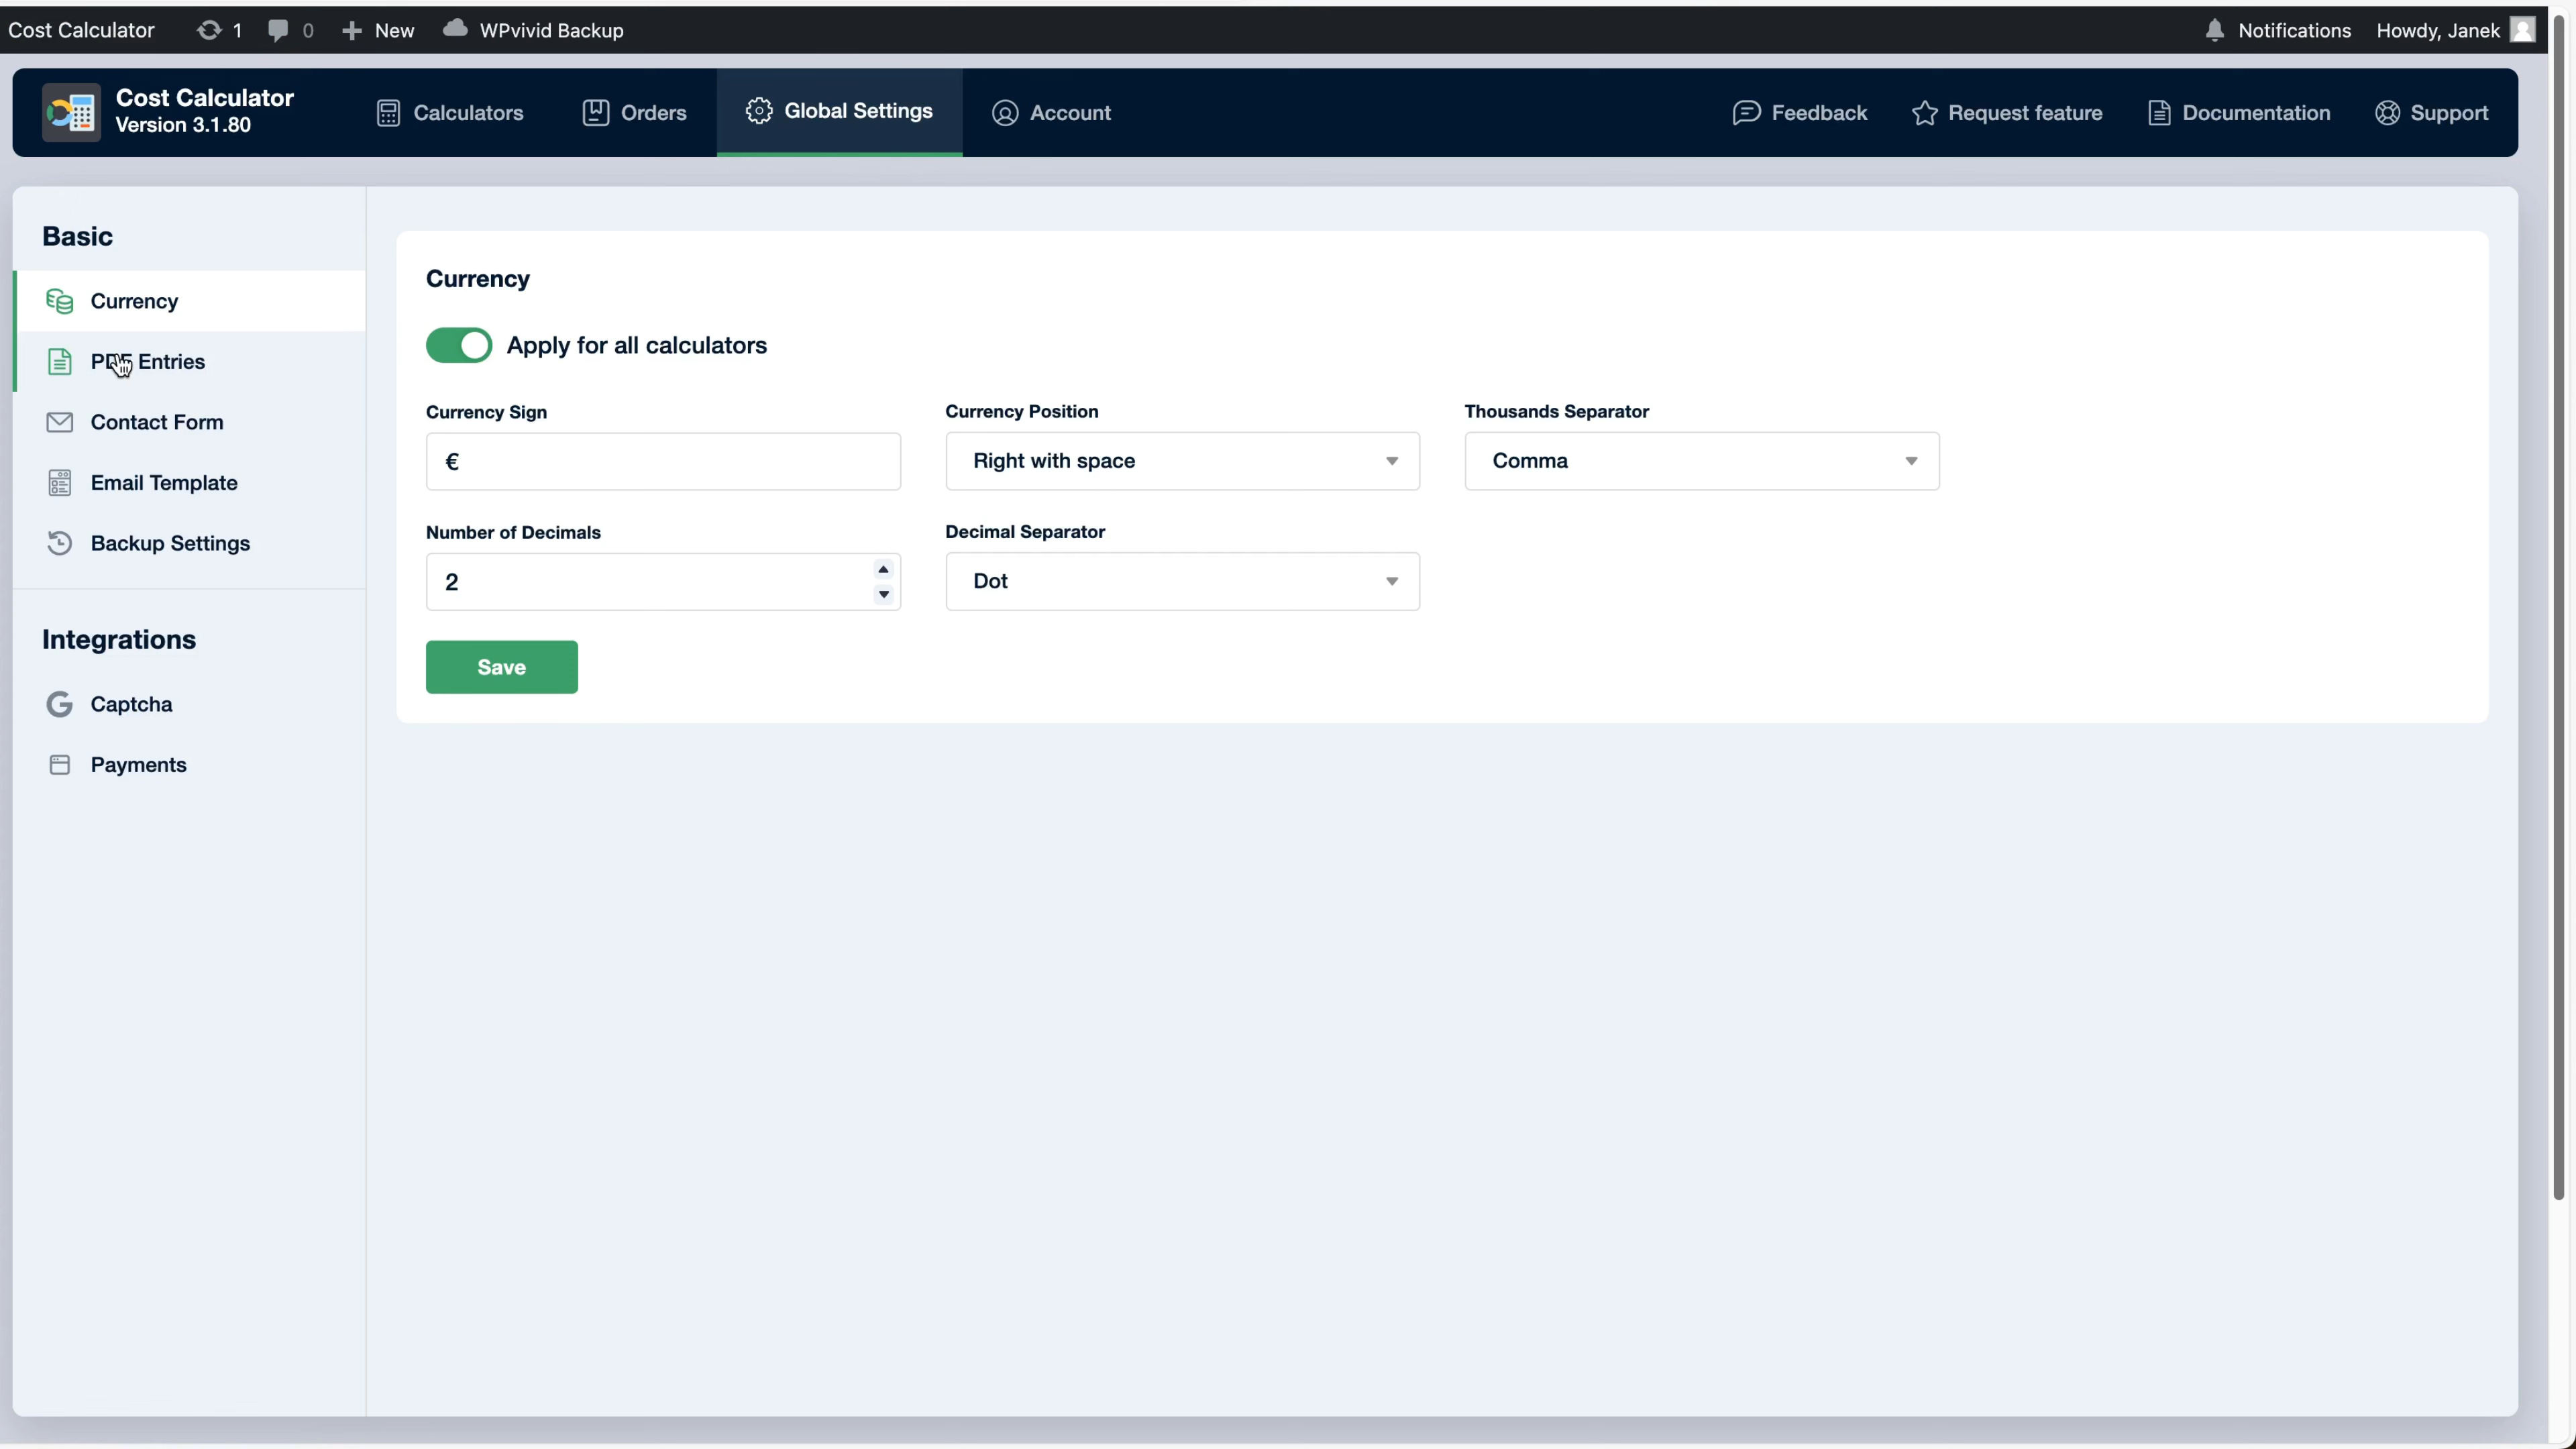 Cost Calculator 1 0 New WPvivid Backup Notifications Howdy, Janek
Cost Calculator
Version 3.1.80
Calculators Orders Global Settings Account Feedback Request feature Documentation Support
Basic
Currency
PDF Entries
Contact Form
Email Template
Backup Settings
Integrations
Captcha
Payments
Currency
Apply for all calculators
Currency Sign Currency Position Thousands Separator
€ Right with space Comma
Number of Decimals Decimal Separator
2 Dot
Save